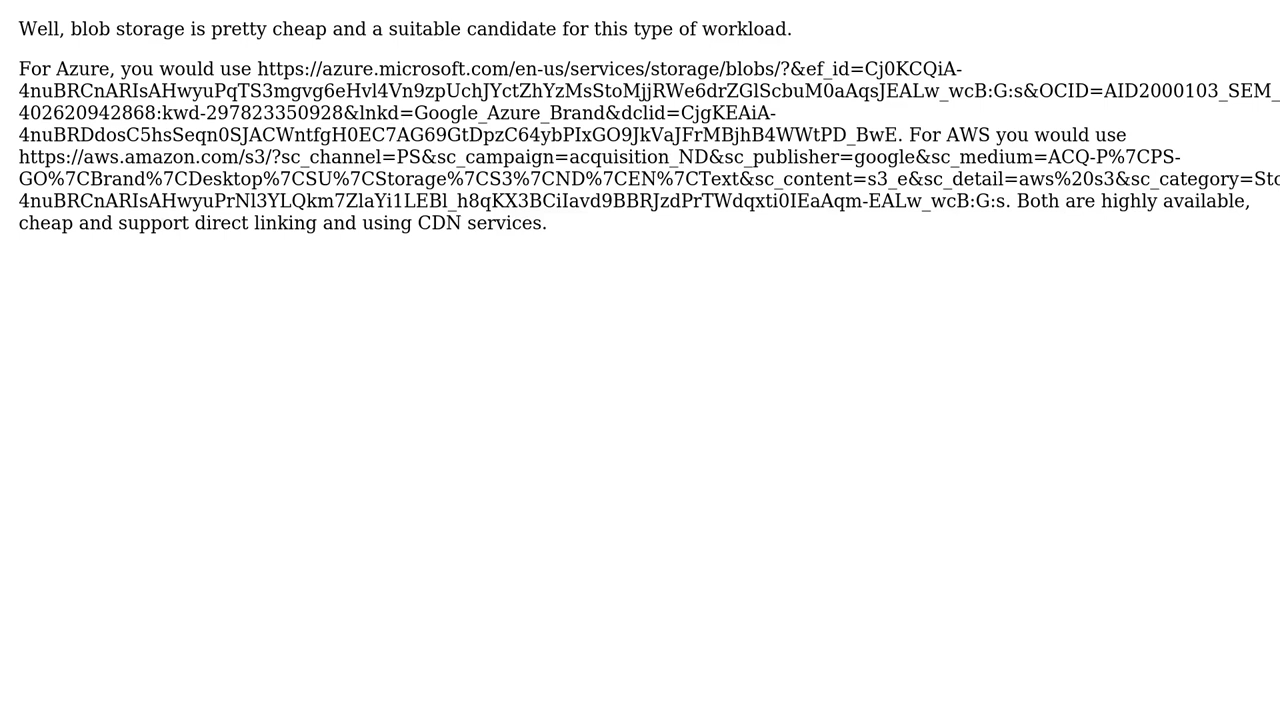 Well, blob storage is pretty cheap and a suitable candidate for this type of workload.
For Azure, you would use https://azure.microsoft.com/en-us/services/storage/blobs/?&ef_id=Cj0KCQiA-
4nuBRCnARIsAHwyuPqTS3mgvg6eHvl4Vn9zpUchJYctZhYzMsStoMjjRWe6drZGlScbuM0aAqsJEALw_wcB:G:s&OCID=AID2000103_SEM_
402620942868:kwd-297823350928&lnkd=Google_Azure_Brand&dclid=CjgKEAiA-
4nuBRDdosC5hsSeqn0SJACWntfgH0EC7AG69GtDpzC64ybPIxGO9JkVaJFrMBjhB4WWtPD_BwE. For AWS you would use
https://aws.amazon.com/s3/?sc_channel=PS&sc_campaign=acquisition_ND&sc_publisher=google&sc_medium=ACQ-P%7CPS-
GO%7CBrand%7CDesktop%7CSU%7CStorage%7CS3%7CND%7CEN%7CText&sc_content=s3_e&sc_detail=aws%20s3&sc_category=Sto
4nuBRCnARIsAHwyuPrNl3YLQkm7ZlaYi1LEBl_h8qKX3BCiIavd9BBRJzdPrTWdqxti0IEaAqm-EALw_wcB:G:s. Both are highly available,
cheap and support direct linking and using CDN services.